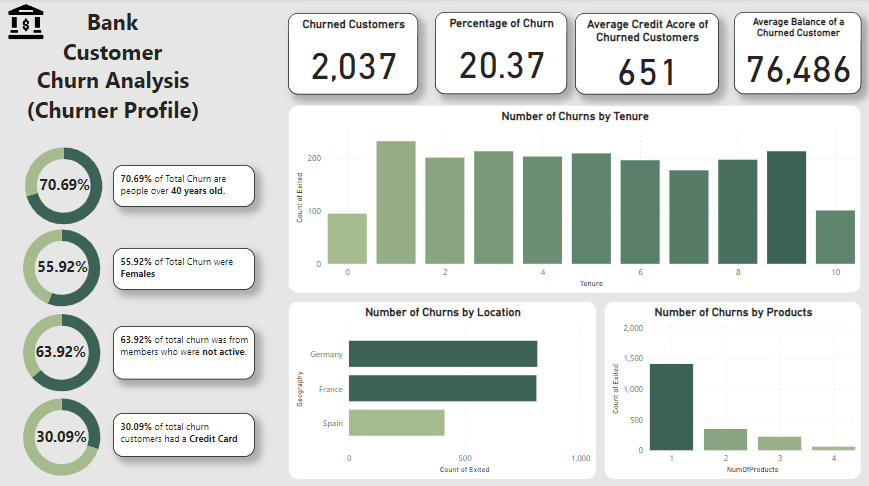 Bank
Customer
Churn Analysis
(Churner Profile)
Churned Customers
2,037
Percentage of Churn
20.37
Average Credit Acore of
Churned Customers
651
Average Balance of a
Churned Customer
76,486
70.69%
70.69% of Total Churn are
people over 40 years old.
55.92%
55.92% of Total Churn were
Females
63.92%
63.92% of total churn was from
members who were not active.
30.09%
30.09% of total churn
customers had a Credit Card
Number of Churns by Tenure
Count of Exited
200
100
0
0 2 4 6 8 10
Tenure
Number of Churns by Location
Geography
Germany
France
Spain
0 500 1,000
Count of Exited
Number of Churns by Products
Count of Exited
2,000
1,500
1,000
500
0
1 2 3 4
NumOfProducts